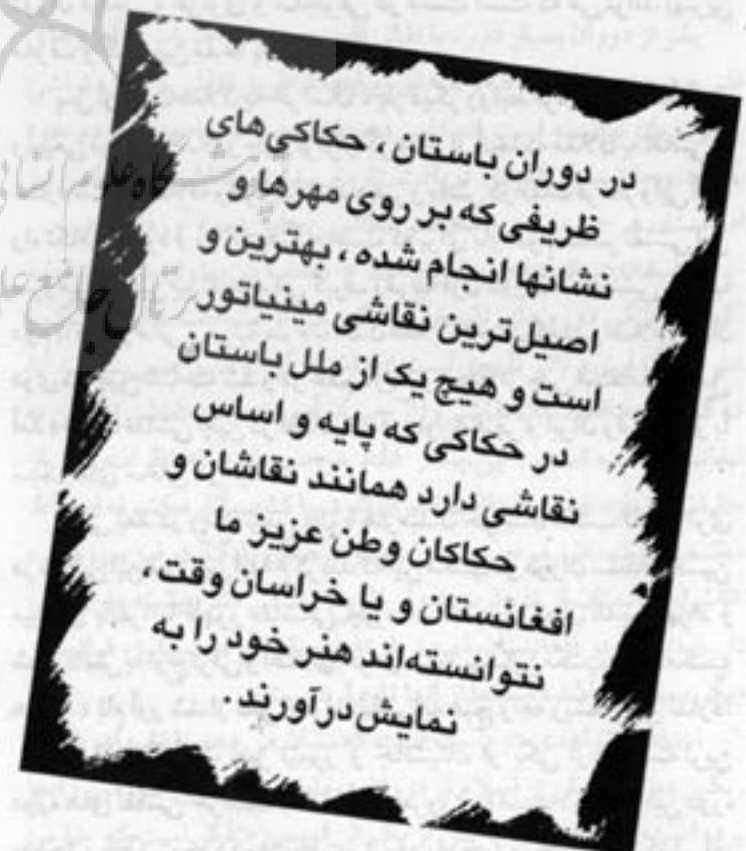 در دوران باستان ، حکاکی‌های
ظریفی که بر روی مهرها و
نشانها انجام شده ، بهترین و
اصیل‌ترین نقاشی مینیاتور
است و هیچ یک از ملل باستان
در حکاکی که پایه و اساس
نقاشی دارد همانند نقاشان و
حکاکان وطن عزیز ما
افغانستان و یا خراسان وقت ،
نتوانسته‌اند هنر خود را به
نمایش درآورند .